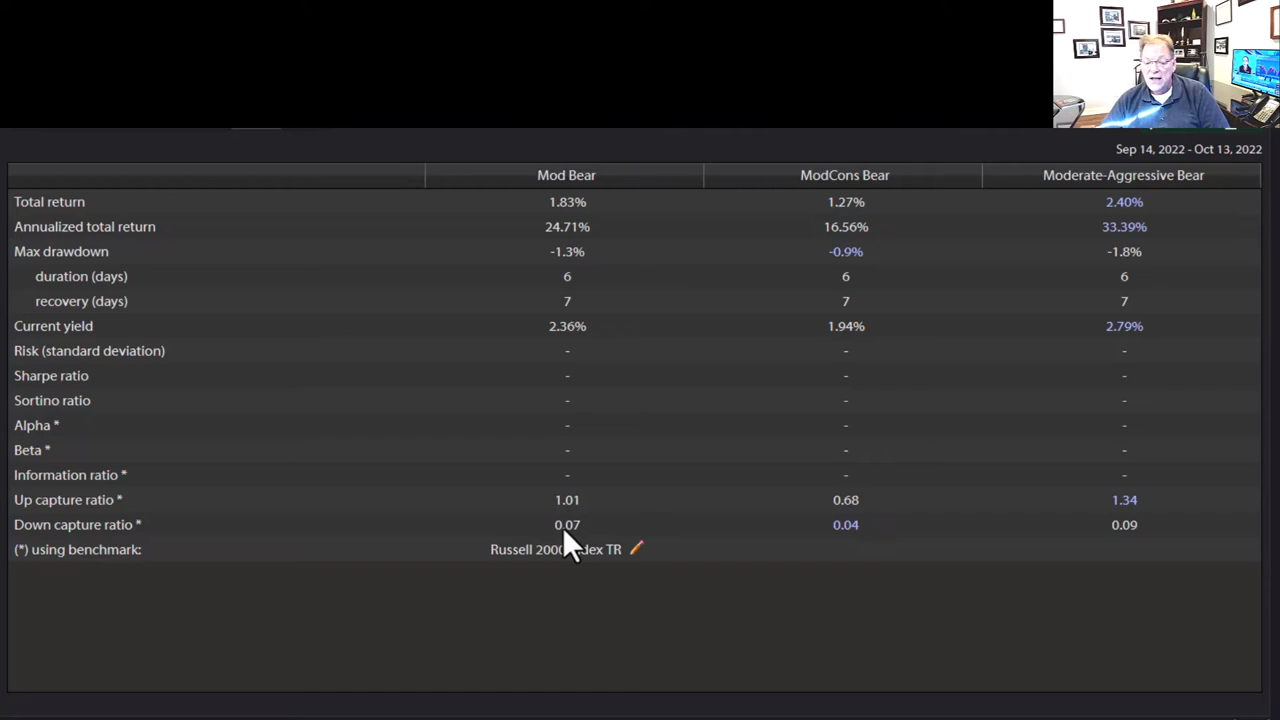 Sep 14, 2022 - Oct 13, 2022
Mod Bear ModCons Bear Moderate-Aggressive Bear
Total return 1.83% 1.27% 2.40%
Annualized total return 24.71% 16.56% 33.39%
Max drawdown -1.3% -0.9% -1.8%
duration (days) 6 6 6
recovery (days) 7 7 7
Current yield 2.36% 1.94% 2.79%
Risk (standard deviation) - - -
Sharpe ratio - - -
Sortino ratio - - -
Alpha * - - -
Beta * - - -
Information ratio * - - -
Up capture ratio * 1.01 0.68 1.34
Down capture ratio * 0.07 0.04 0.09
(*) using benchmark: Russell 2000 TR